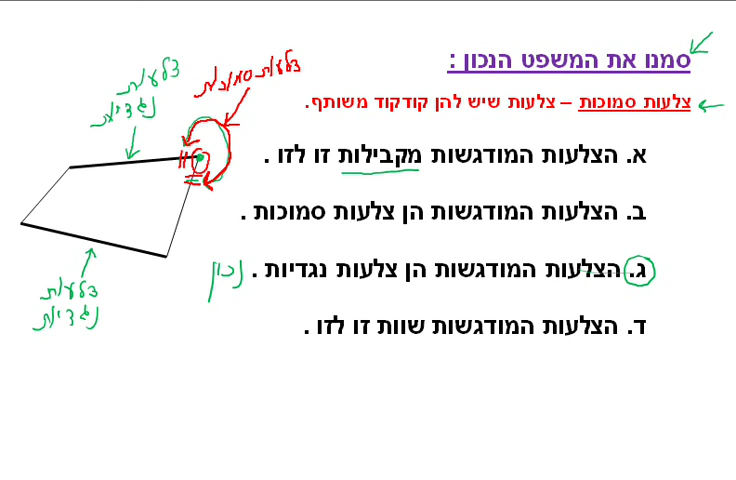 סמנו את המשפט הנכון :
צלעות סמוכות – צלעות שיש להן קודקוד משותף.
א. הצלעות המודגשות מקבילות זו לזו .
ב. הצלעות המודגשות הן צלעות סמוכות .
ג. הצלעות המודגשות הן צלעות נגדיות .
נכון
ד. הצלעות המודגשות שוות זו לזו .
צלעות סמוכות
צלעות
נגדיות
צלעות
נגדיות